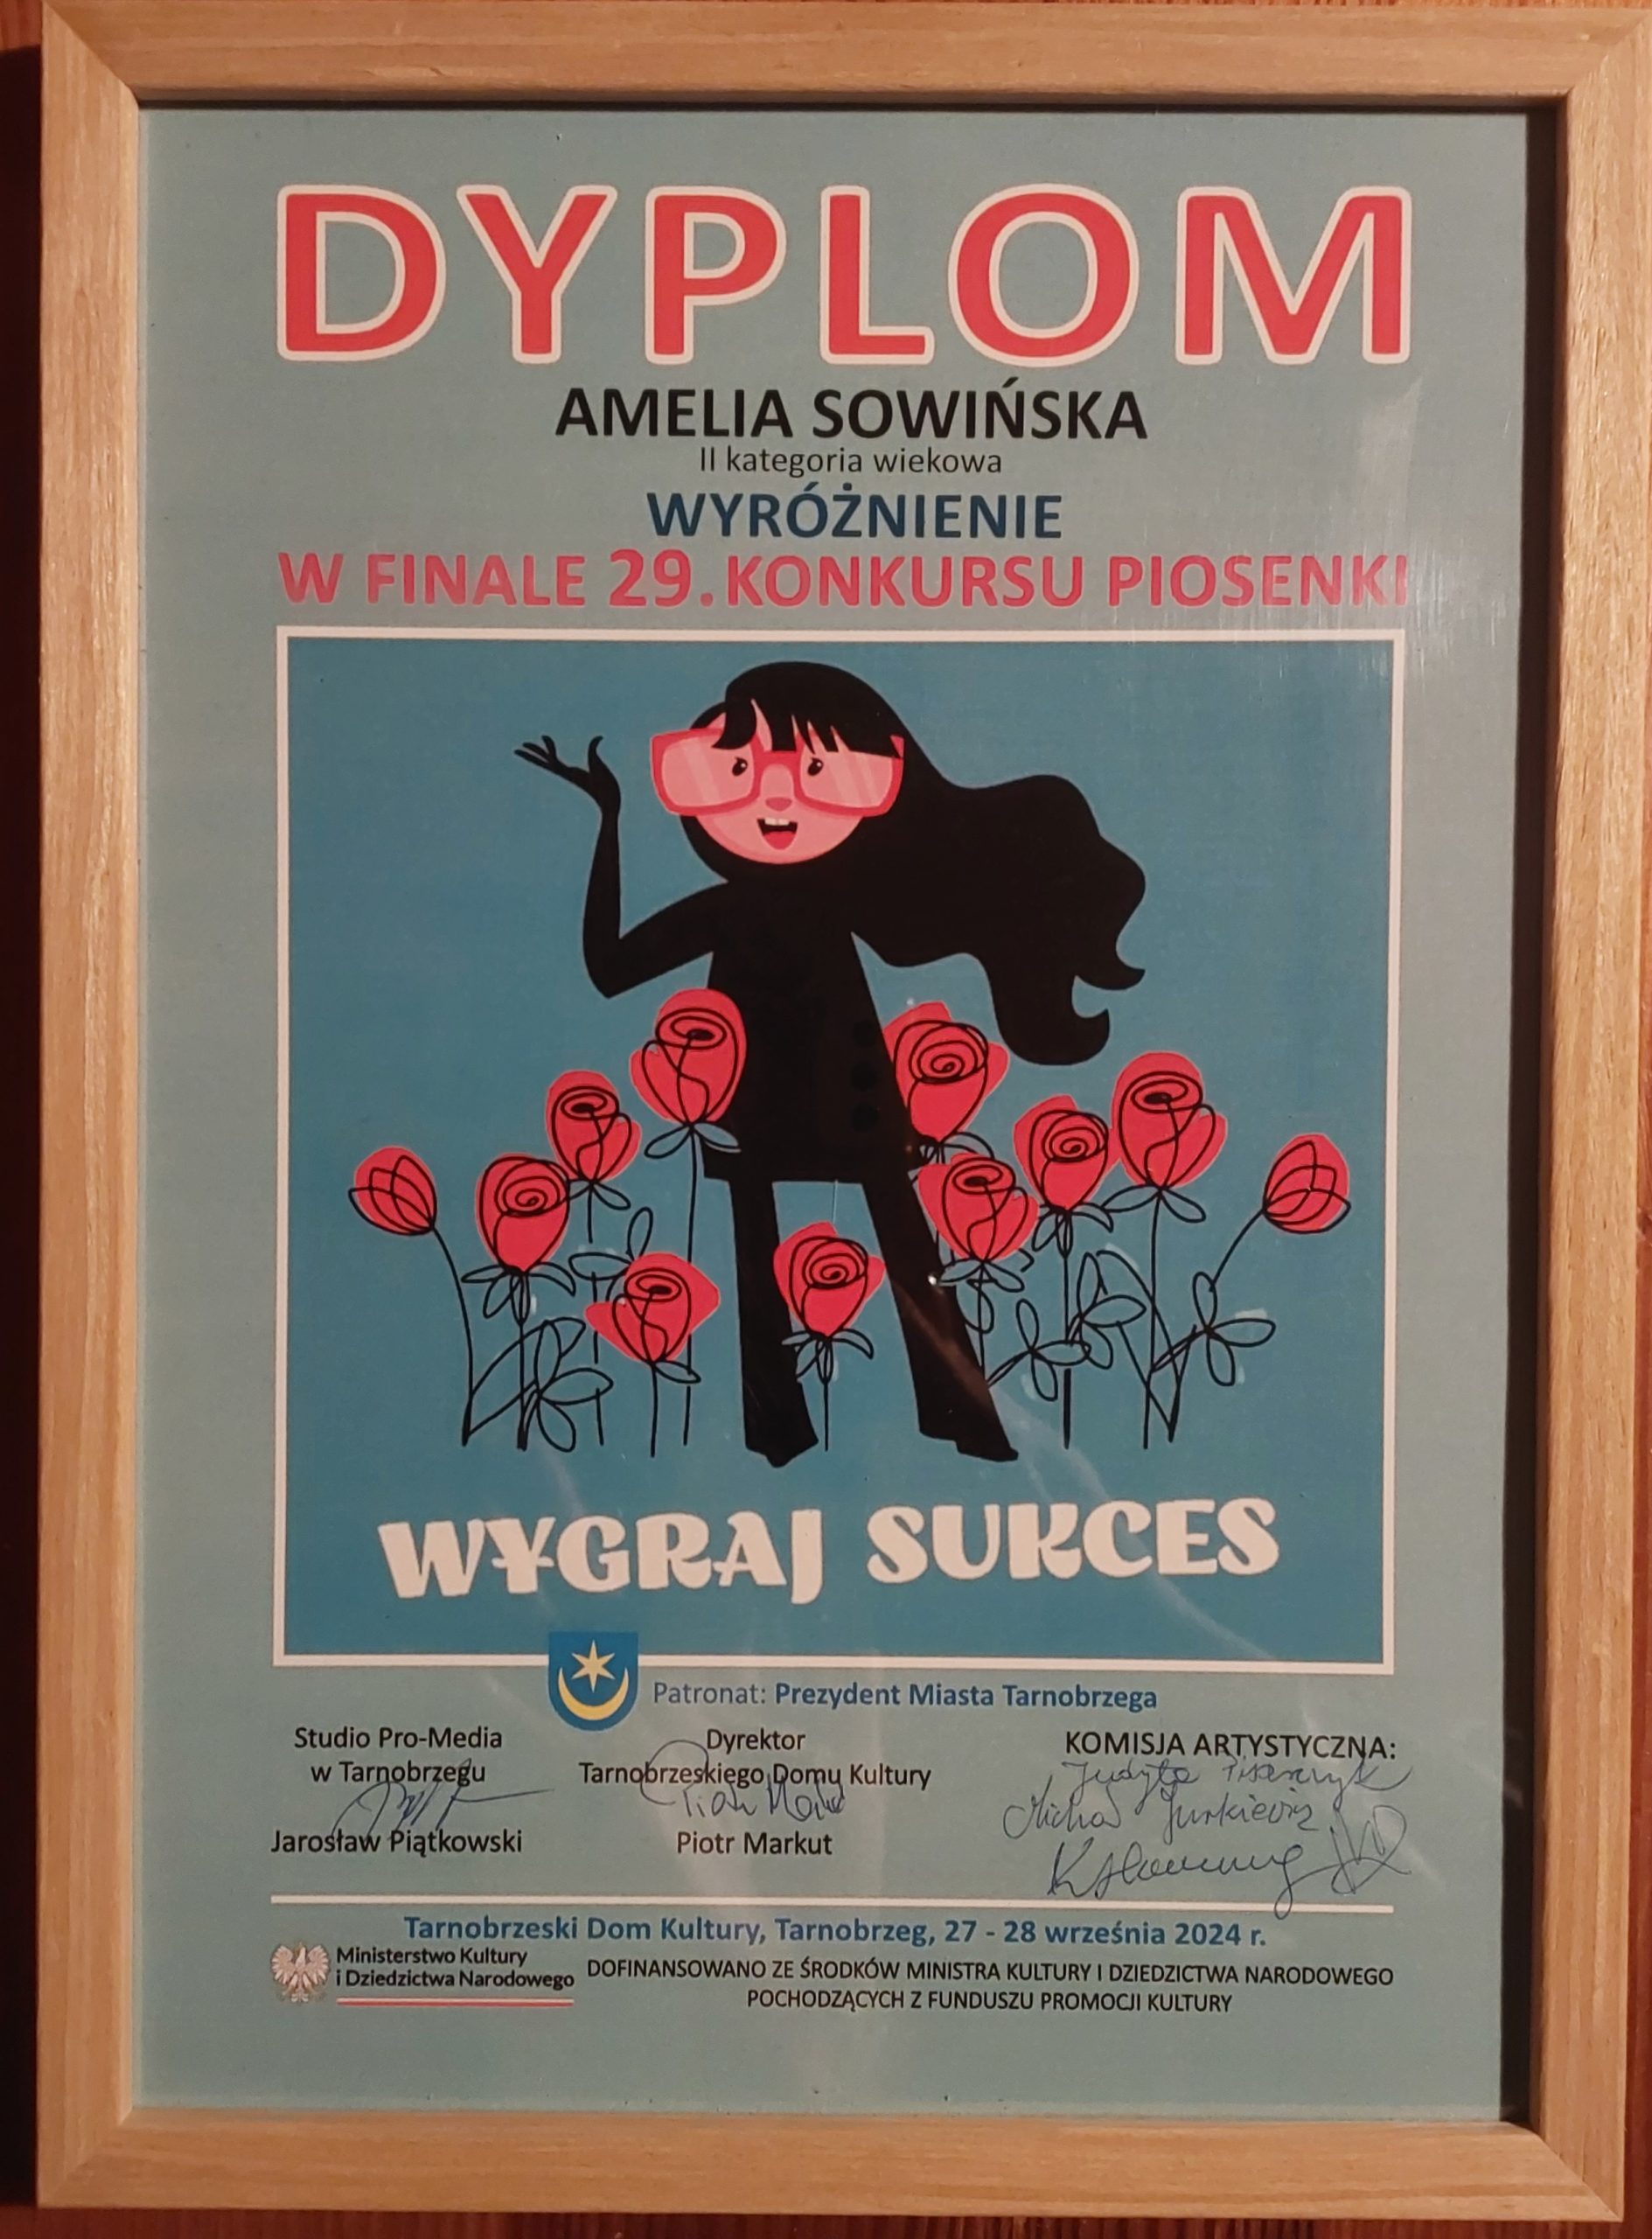 DYPLOM
AMELIA SOWIŃSKA
II kategoria wiekowa
WYRÓŻNIENIE
W FINALE 29. KONKURSU PIOSENKI
WYGRAJ SUKCES
Patronat: Prezydent Miasta Tarnobrzega
Studio Pro-Media
w Tarnobrzegu
Jarosław Piątkowski
Dyrektor
Tarnobrzeskiego Domu Kultury
Piotr Markut
KOMISJA ARTYSTYCZNA:
Judyta
Jurkiewicz
Tarnobrzeski Dom Kultury, Tarnobrzeg, 27 - 28 września 2024 r.
Ministerstwo Kultury
i Dziedzictwa Narodowego
DOFINANSOWANO ZE ŚRODKÓW MINISTRA KULTURY I DZIEDZICTWA NARODOWEGO
POCHODZĄCYCH Z FUNDUSZU PROMOCJI KULTURY